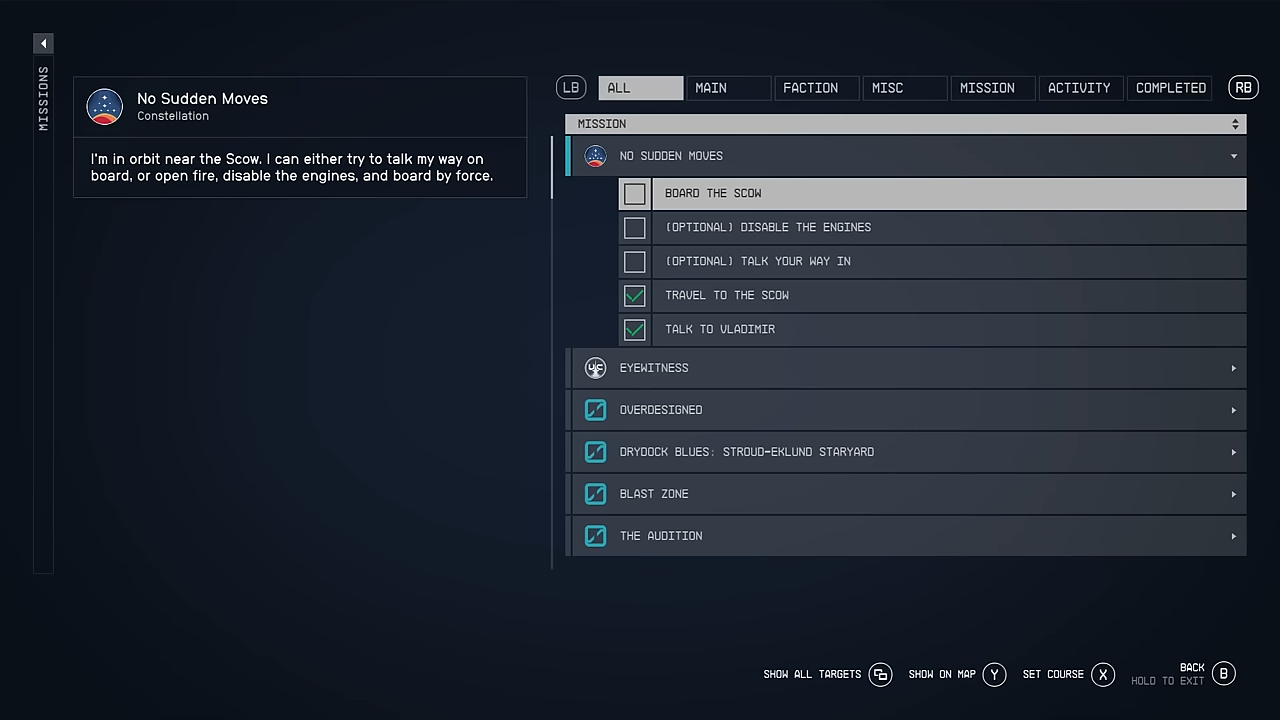 MISSIONS
No Sudden Moves
Constellation
I'm in orbit near the Scow. I can either try to talk my way on
board, or open fire, disable the engines, and board by force.
LB ALL MAIN FACTION MISC MISSION ACTIVITY COMPLETED RB
MISSION
NO SUDDEN MOVES
BOARD THE SCOW
(OPTIONAL) DISABLE THE ENGINES
(OPTIONAL) TALK YOUR WAY IN
TRAVEL TO THE SCOW
TALK TO VLADIMIR
UC EYEWITNESS
OVERDESIGNED
DRYDOCK BLUES: STROUD-EKLUND STARYARD
BLAST ZONE
THE AUDITION
SHOW ALL TARGETS SHOW ON MAP Y SET COURSE X BACK B
HOLD TO EXIT